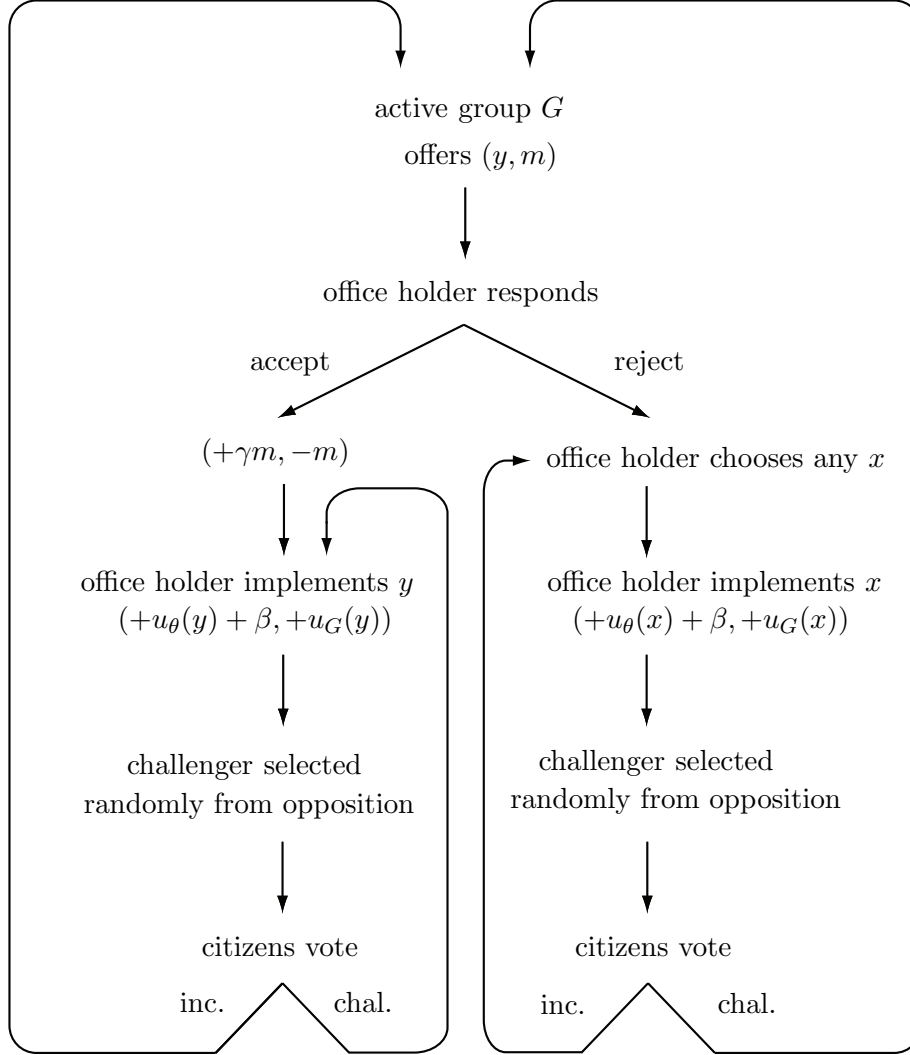 active group G
offers (y, m)
office holder responds
accept
reject
(+γm, −m)
office holder chooses any x
office holder implements y
(+u_θ(y) + β, +u_G(y))
office holder implements x
(+u_θ(x) + β, +u_G(x))
challenger selected
randomly from opposition
challenger selected
randomly from opposition
citizens vote
citizens vote
inc.
chal.
inc.
chal.